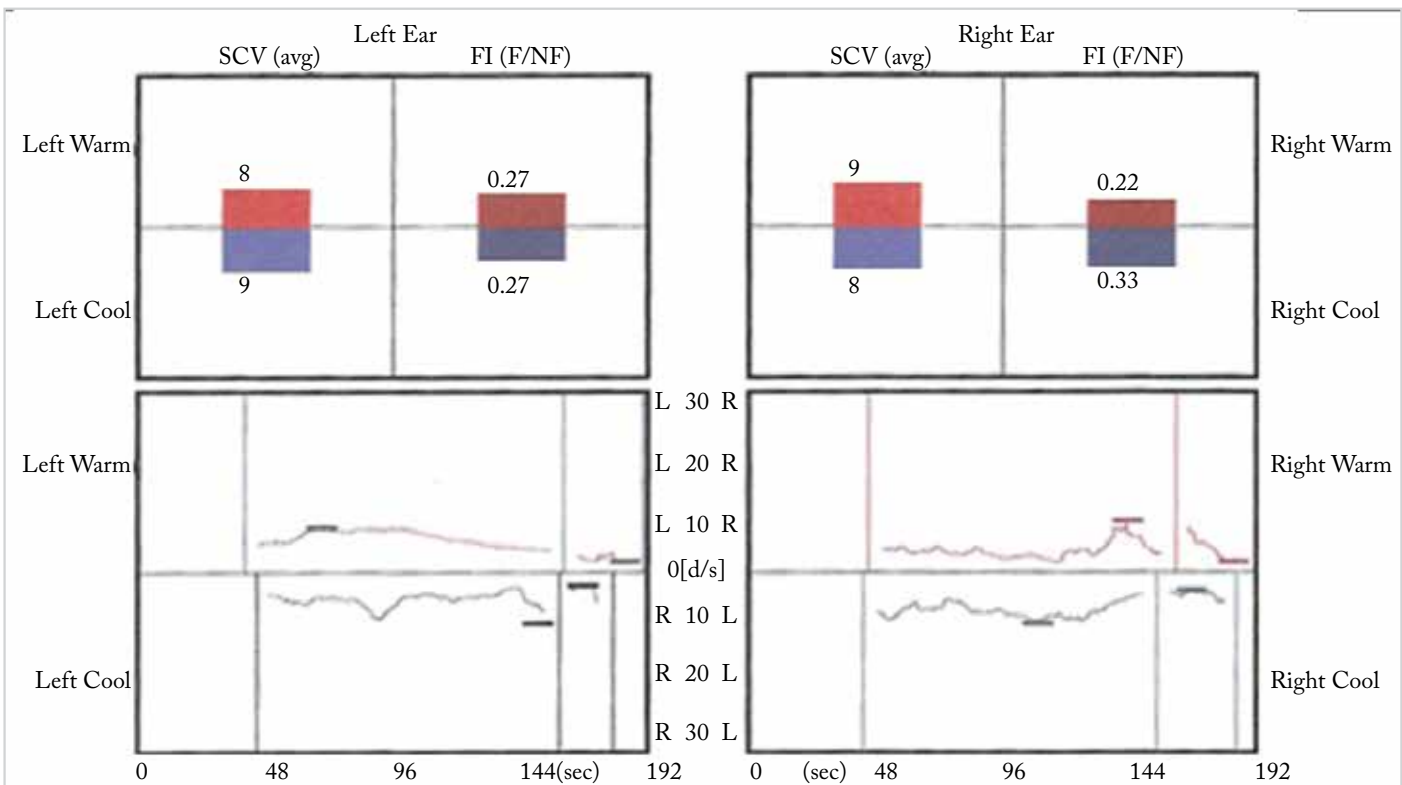 Left Ear
Right Ear
SCV (avg) FI (F/NF)
SCV (avg) FI (F/NF)
Left Warm
8 0.27
9 0.22
Right Warm
Left Cool
9 0.27
8 0.33
Right Cool
L 30 R
Left Warm
L 20 R
Right Warm
L 10 R
0[d/s]
R 10 L
Left Cool
R 20 L
Right Cool
R 30 L
0 48 96 144(sec) 192
0 (sec) 48 96 144 192